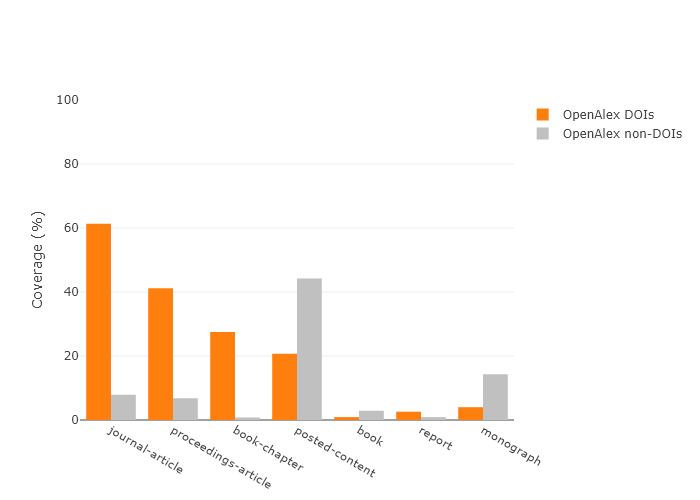 100
80
60
40
20
0
Coverage (%)
OpenAlex DOIs
OpenAlex non-DOIs
journal-article
proceedings-article
book-chapter
posted-content
book
report
monograph